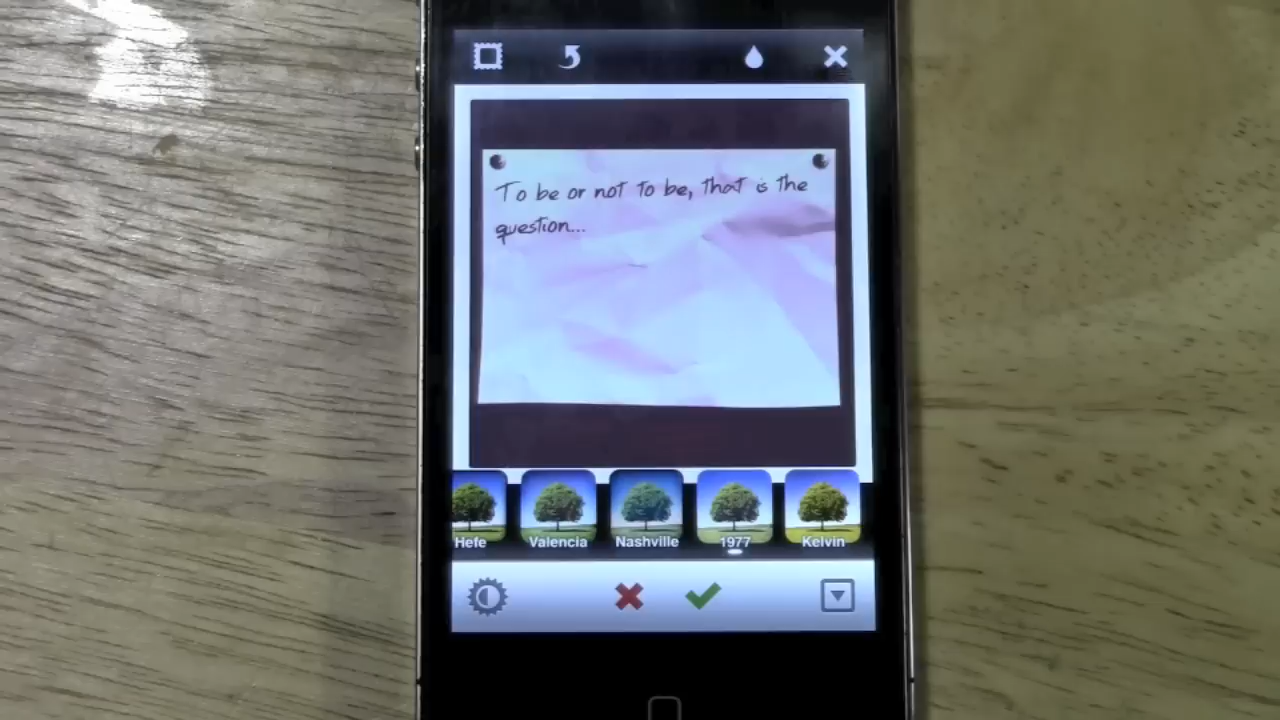 To be or not to be, that is the
question...
Hefe Valencia Nashville 1977 Kelvin